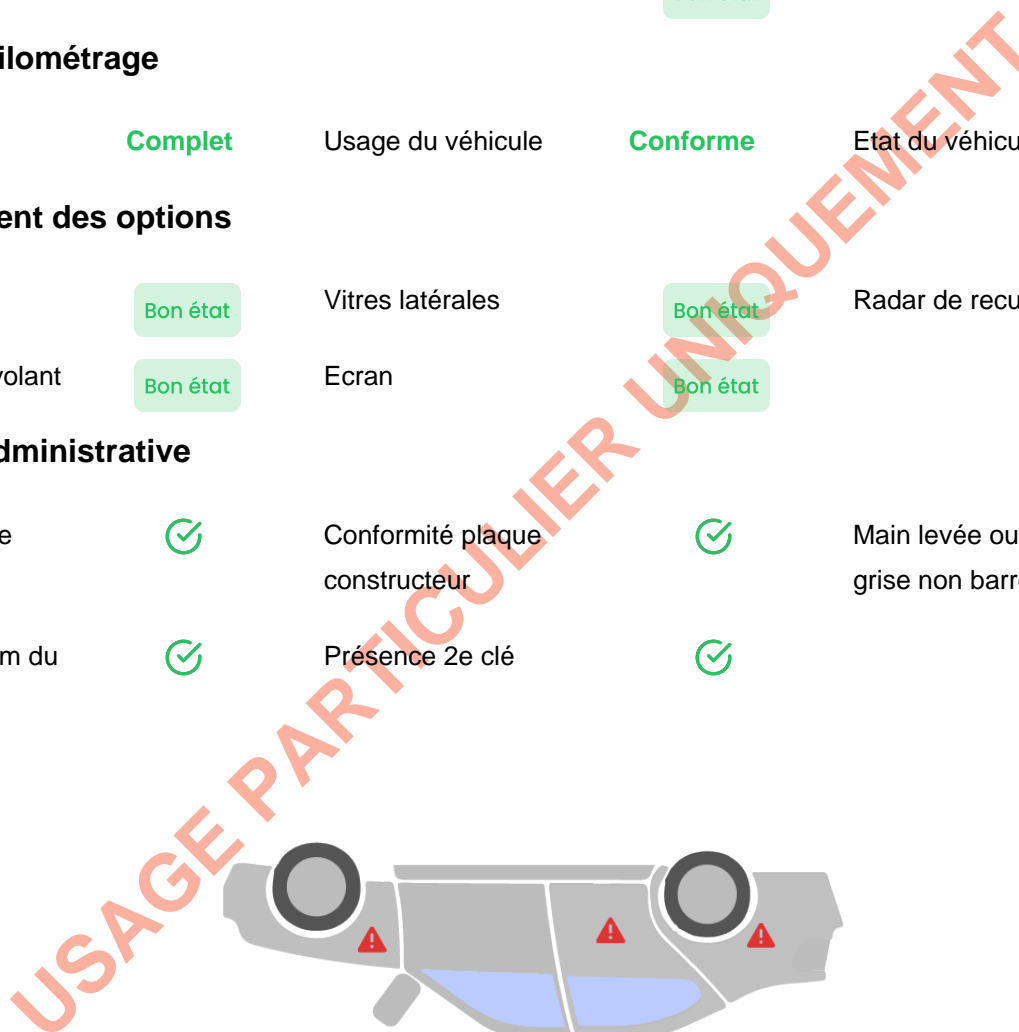 ilométrage
Complet Usage du véhicule Conforme Etat du véhicu
ent des options
Bon état Vitres latérales Bon état Radar de recu
volant Bon état Ecran Bon état
dministrative
e Conformité plaque Main levée ou
constructeur grise non barr
m du Présence 2e clé
USAGE PARTICULIER UNIQUEMENT